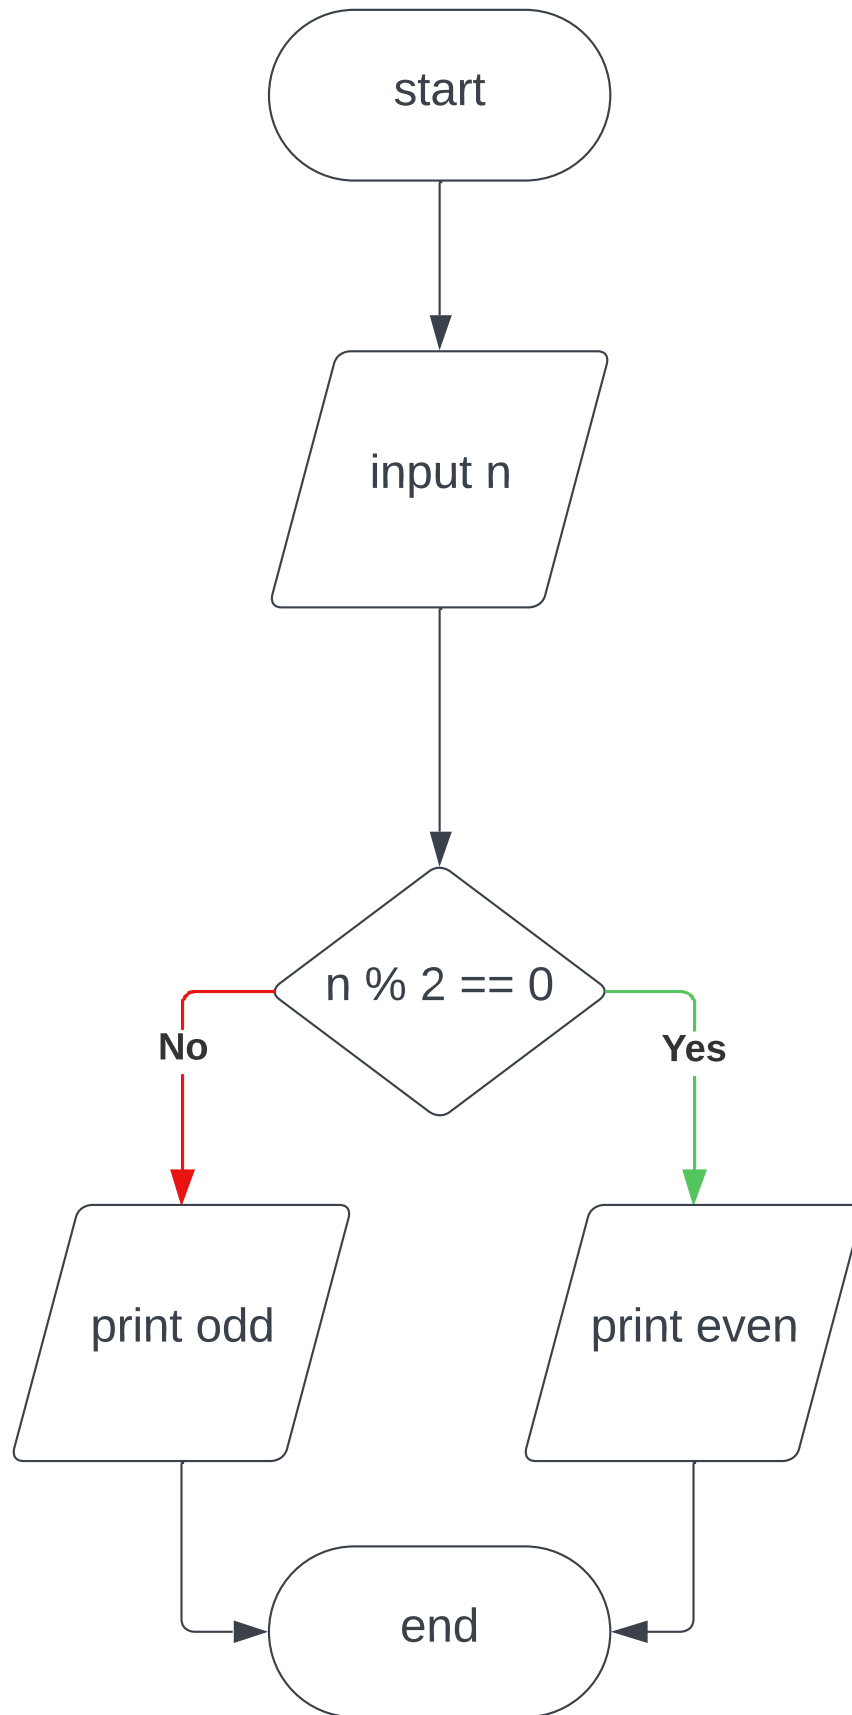 start
input n
n % 2 == 0
No
Yes
print odd
print even
end